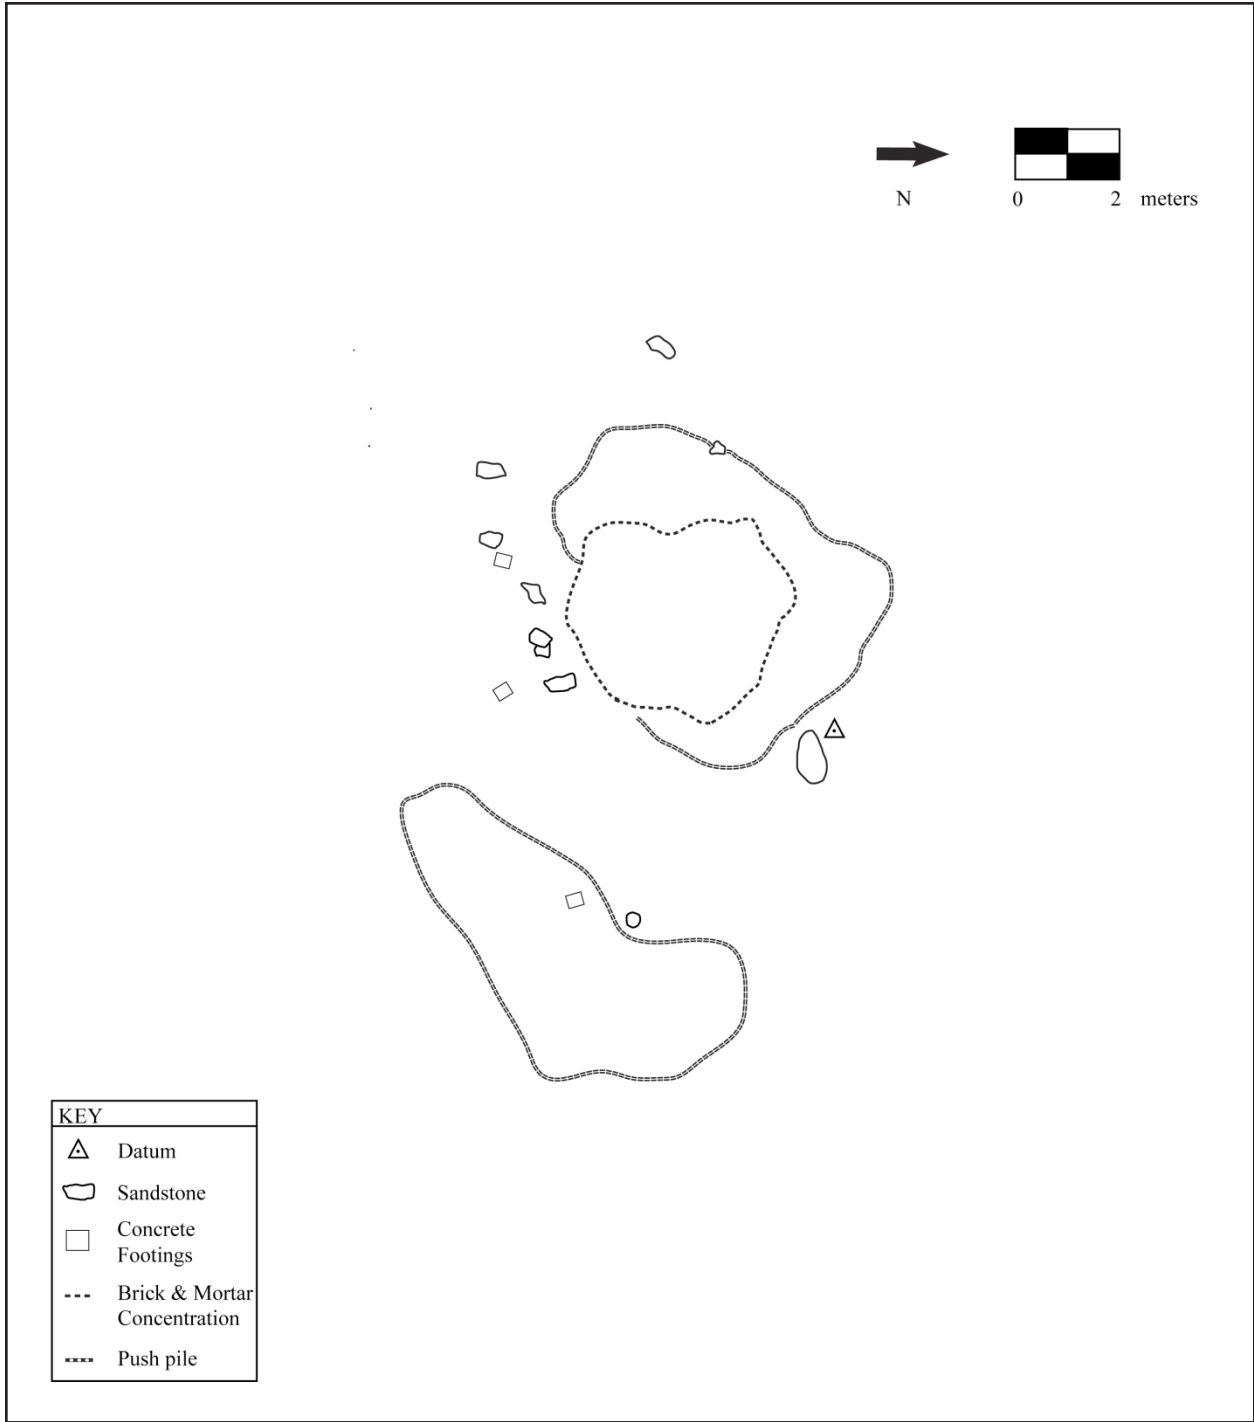 N
0 2 meters
KEY
Datum
Sandstone
Concrete
Footings
Brick & Mortar
Concentration
Push pile